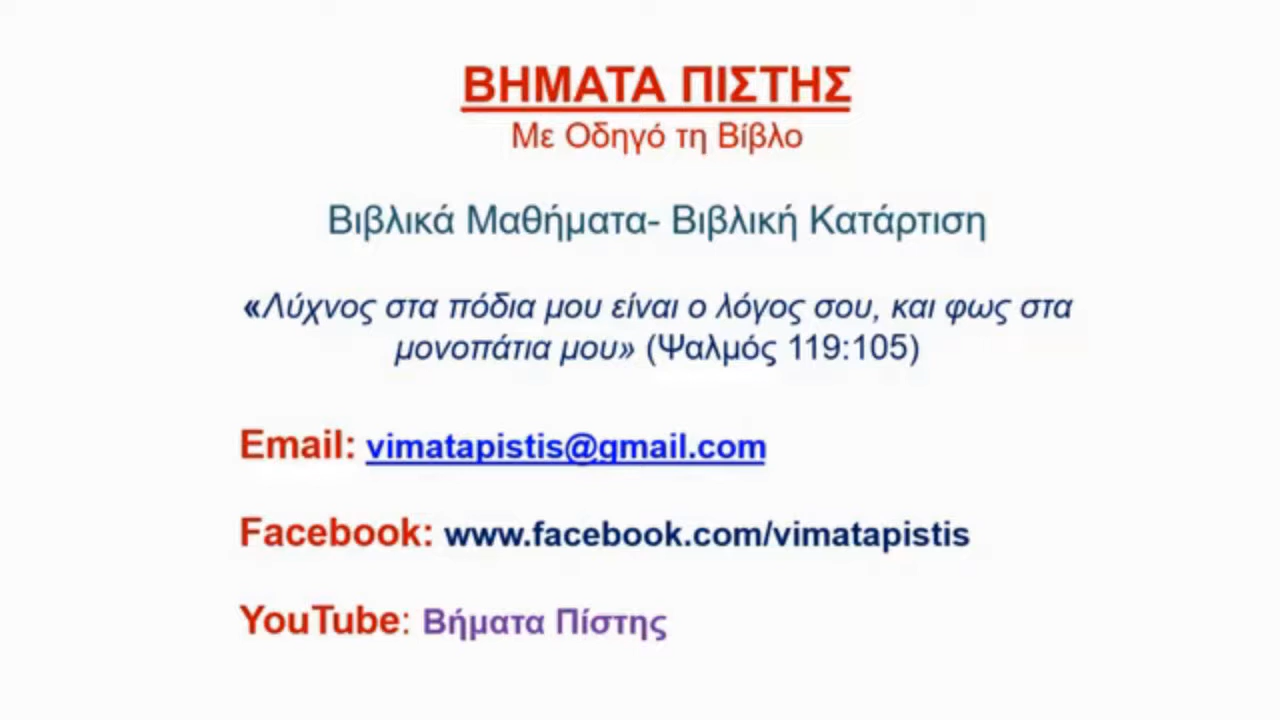 ΒΗΜΑΤΑ ΠΙΣΤΗΣ
Με Οδηγό τη Βίβλο
Βιβλικά Μαθήματα- Βιβλική Κατάρτιση
«Λύχνος στα πόδια μου είναι ο λόγος σου, και φως στα
μονοπάτια μου» (Ψαλμός 119:105)
Email: vimatapistis@gmail.com
Facebook: www.facebook.com/vimatapistis
YouTube: Βήματα Πίστης